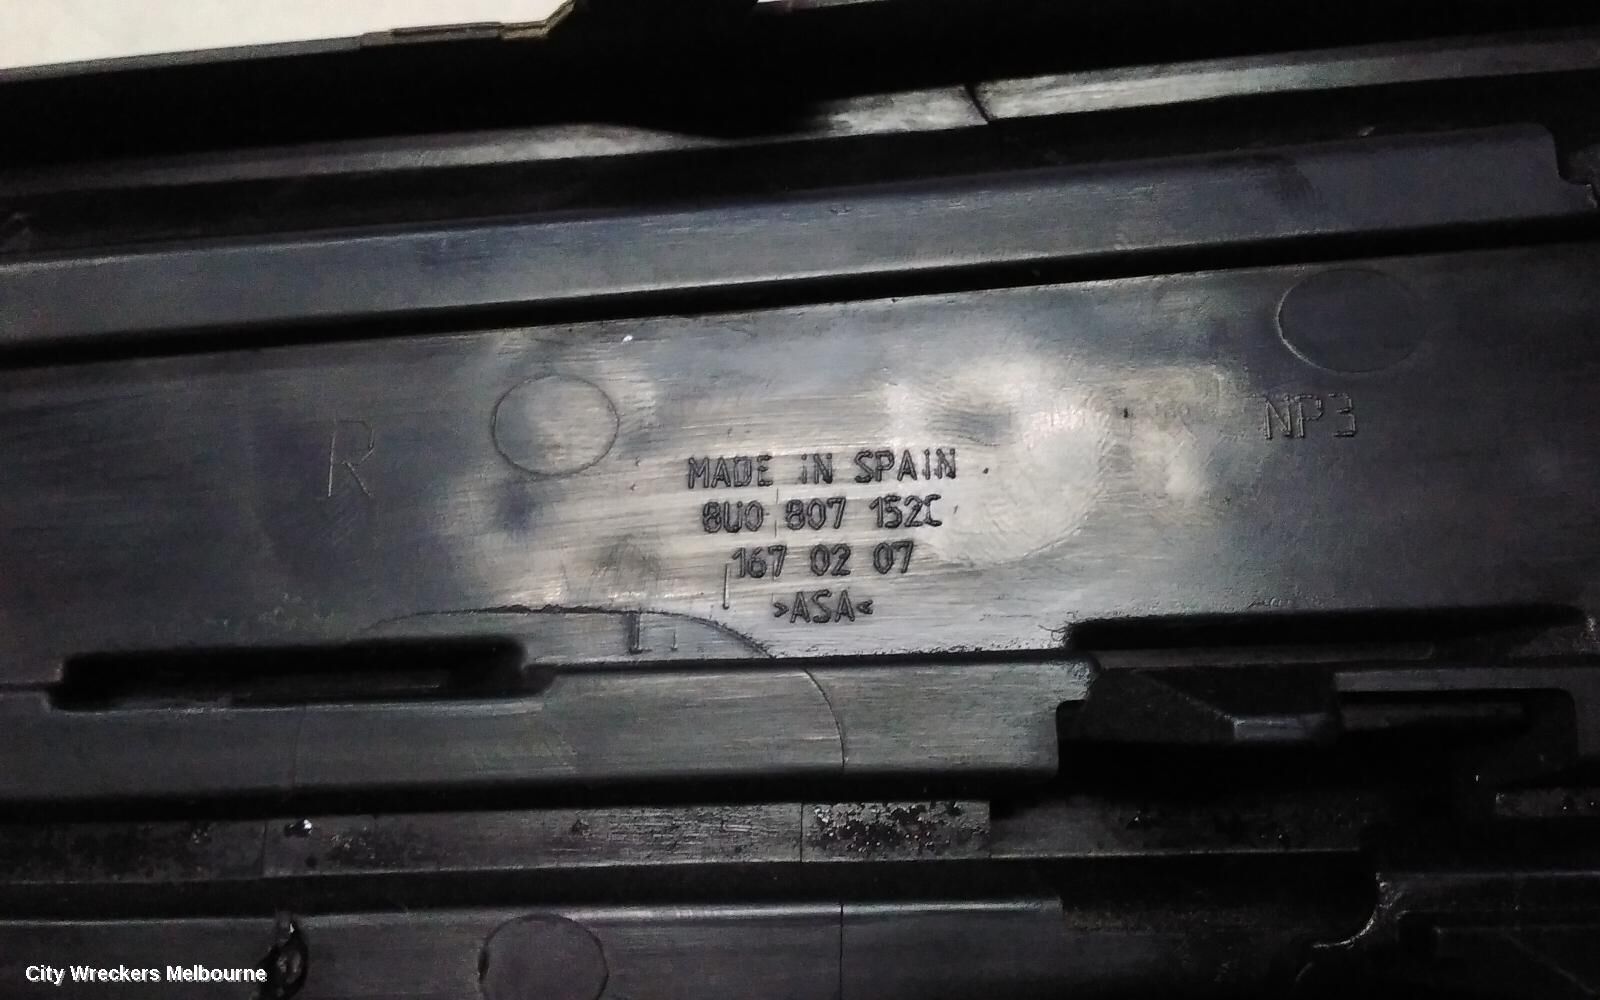 R
NP3
MADE IN SPAIN
8U0 807 152C
167 02 07
>ASA<
L
City Wreckers Melbourne